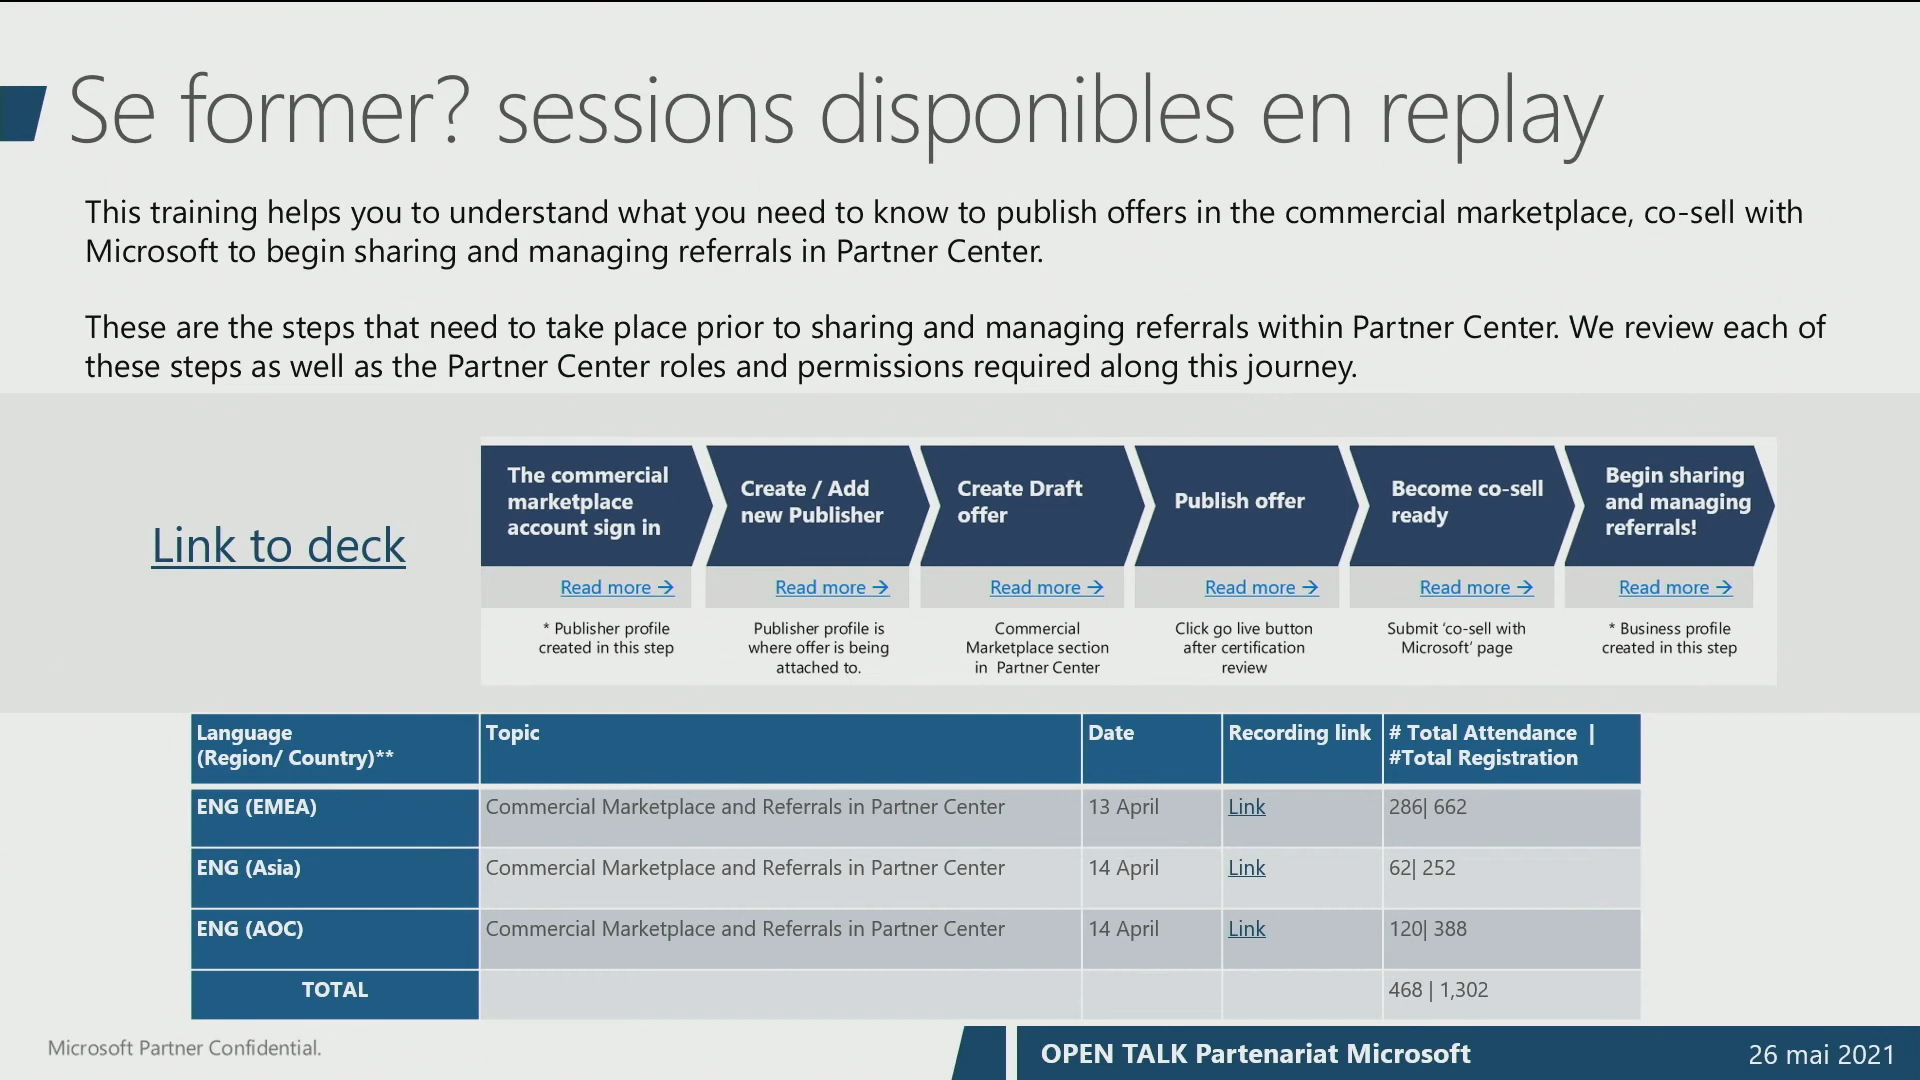 Se former? sessions disponibles en replay
This training helps you to understand what you need to know to publish offers in the commercial marketplace, co-sell with
Microsoft to begin sharing and managing referrals in Partner Center.
These are the steps that need to take place prior to sharing and managing referrals within Partner Center. We review each of
these steps as well as the Partner Center roles and permissions required along this journey.
Link to deck
The commercial
marketplace
account sign in
Read more →
* Publisher profile
created in this step
Create / Add
new Publisher
Read more →
Publisher profile is
where offer is being
attached to.
Create Draft
offer
Read more →
Commercial
Marketplace section
in  Partner Center
Publish offer
Read more →
Click go live button
after certification
review
Become co-sell
ready
Read more →
Submit ‘co-sell with
Microsoft’ page
Begin sharing
and managing
referrals!
Read more →
* Business profile
created in this step
Language
(Region/ Country)**
Topic
Date
Recording link
# Total Attendance  |
#Total Registration
ENG (EMEA) Commercial Marketplace and Referrals in Partner Center 13 April Link 286| 662
ENG (Asia) Commercial Marketplace and Referrals in Partner Center 14 April Link 62| 252
ENG (AOC) Commercial Marketplace and Referrals in Partner Center 14 April Link 120| 388
TOTAL 468 | 1,302
Microsoft Partner Confidential.
OPEN TALK Partenariat Microsoft
26 mai 2021